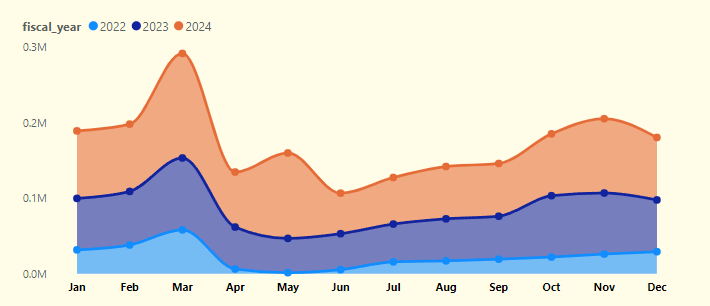 fiscal_year 2022 2023 2024
0.3M
0.2M
0.1M
0.0M
Jan Feb Mar Apr May Jun Jul Aug Sep Oct Nov Dec